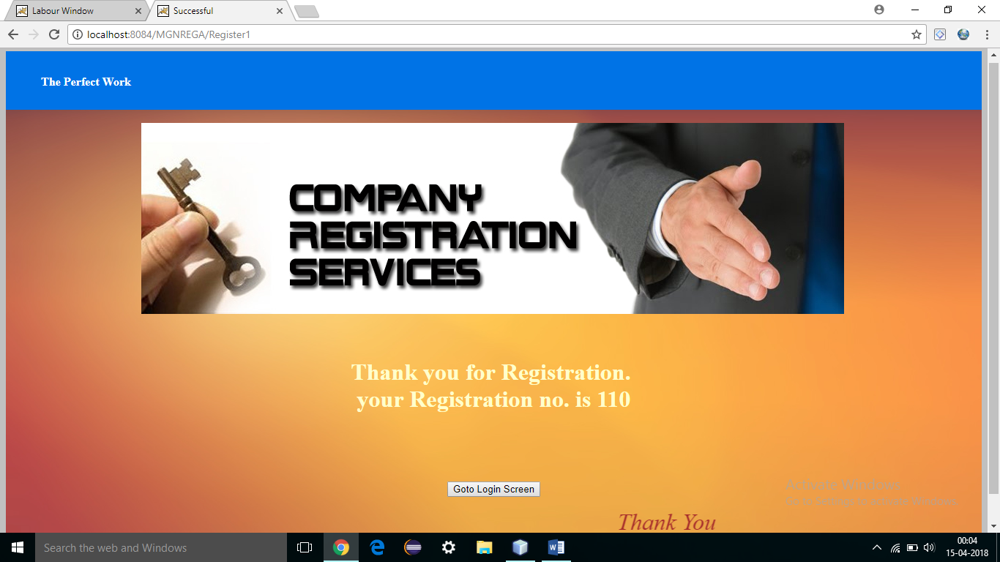 Labour Window
Successful
localhost:8084/MGNREGA/Register1
The Perfect Work
COMPANY
REGISTRATION
SERVICES
Thank you for Registration.
your Registration no. is 110
Goto Login Screen
Activate Windows
Go to Settings to activate Windows.
Thank You
Search the web and Windows
00:04
15-04-2018